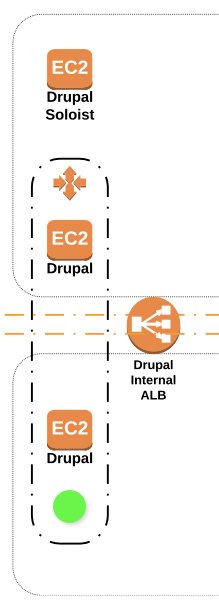 EC2
Drupal
Soloist
EC2
Drupal
Drupal
Internal
ALB
EC2
Drupal